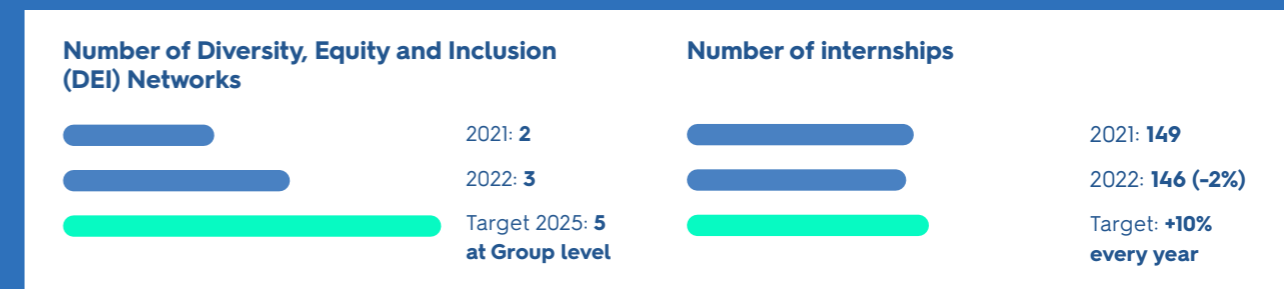 Number of Diversity, Equity and Inclusion
(DEI) Networks
2021: 2
2022: 3
Target 2025: 5
at Group level
Number of internships
2021: 149
2022: 146 (-2%)
Target: +10%
every year